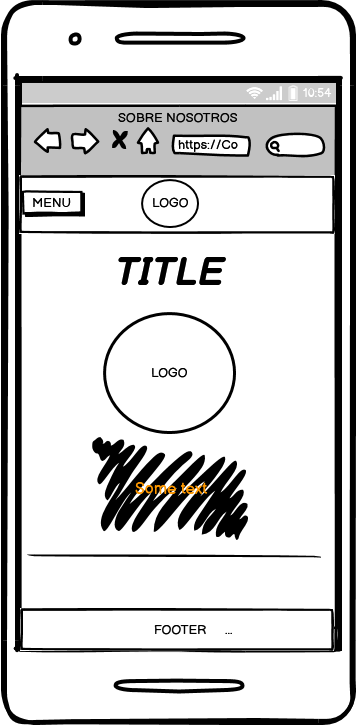 10:54
SOBRE NOSOTROS
https://Co
MENU
LOGO
TITLE
LOGO
Some text
FOOTER ...